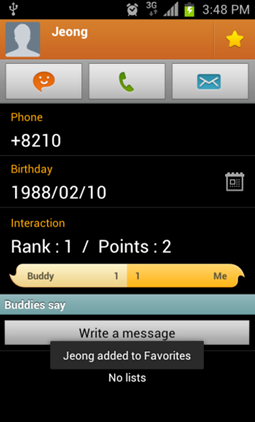 3G
3:48 PM
Jeong
Phone
+8210
Birthday
1988/02/10
Interaction
Rank : 1 / Points : 2
Buddy 1 1 Me
Buddies say
Write a message
Jeong added to Favorites
No lists